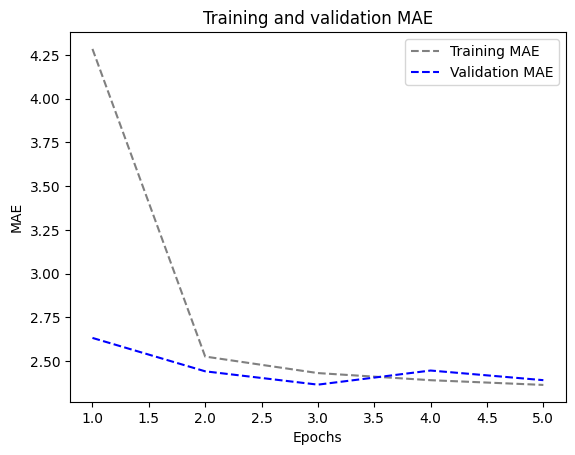 Training and validation MAE
Training MAE
Validation MAE
MAE
4.25
4.00
3.75
3.50
3.25
3.00
2.75
2.50
1.0 1.5 2.0 2.5 3.0 3.5 4.0 4.5 5.0
Epochs